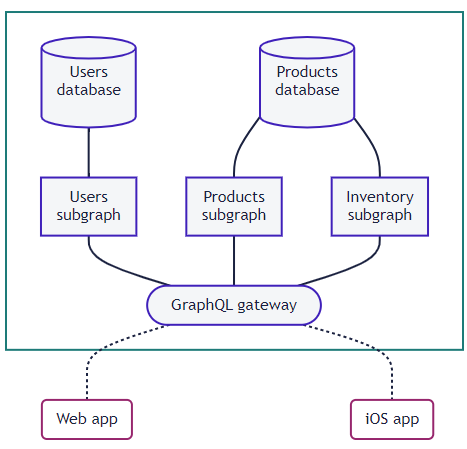 Users
database
Products
database
Users
subgraph
Products
subgraph
Inventory
subgraph
GraphQL gateway
Web app
iOS app